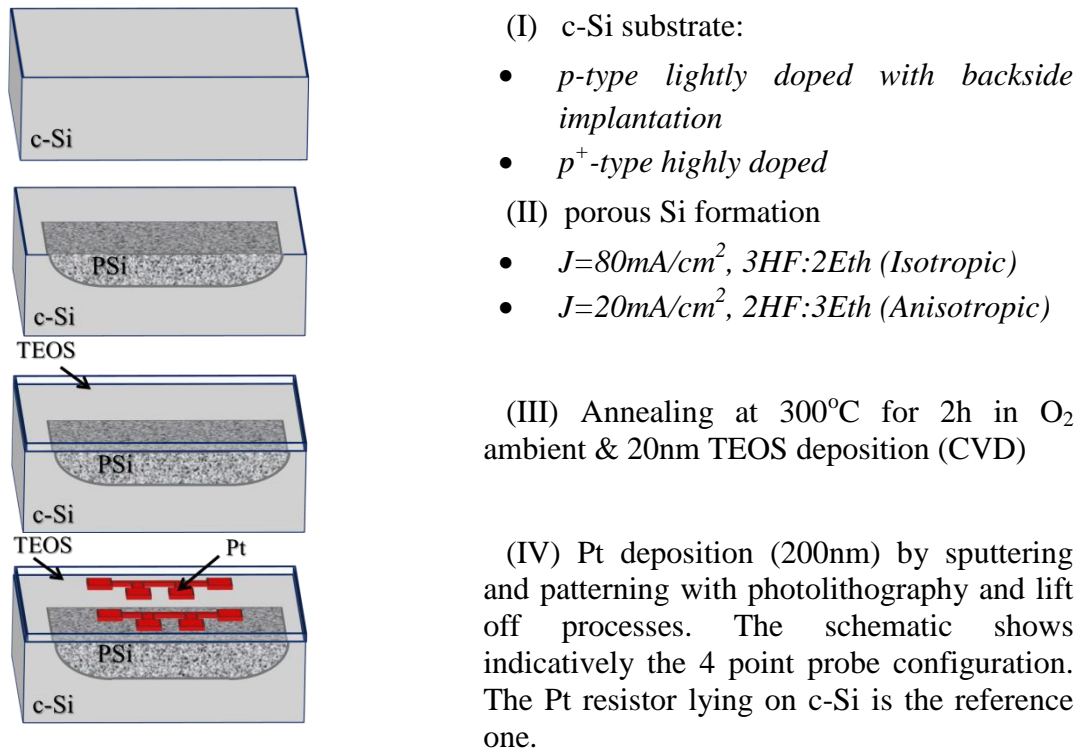 c-Si
(I) c-Si substrate:
• p-type lightly doped with backside
implantation
• p⁺-type highly doped
PSi
c-Si
(II) porous Si formation
• J=80mA/cm², 3HF:2Eth (Isotropic)
• J=20mA/cm², 2HF:3Eth (Anisotropic)
TEOS
PSi
c-Si
(III) Annealing at 300°C for 2h in O₂
ambient & 20nm TEOS deposition (CVD)
TEOS
Pt
PSi
c-Si
(IV) Pt deposition (200nm) by sputtering
and patterning with photolithography and lift
off processes. The schematic shows
indicatively the 4 point probe configuration.
The Pt resistor lying on c-Si is the reference
one.